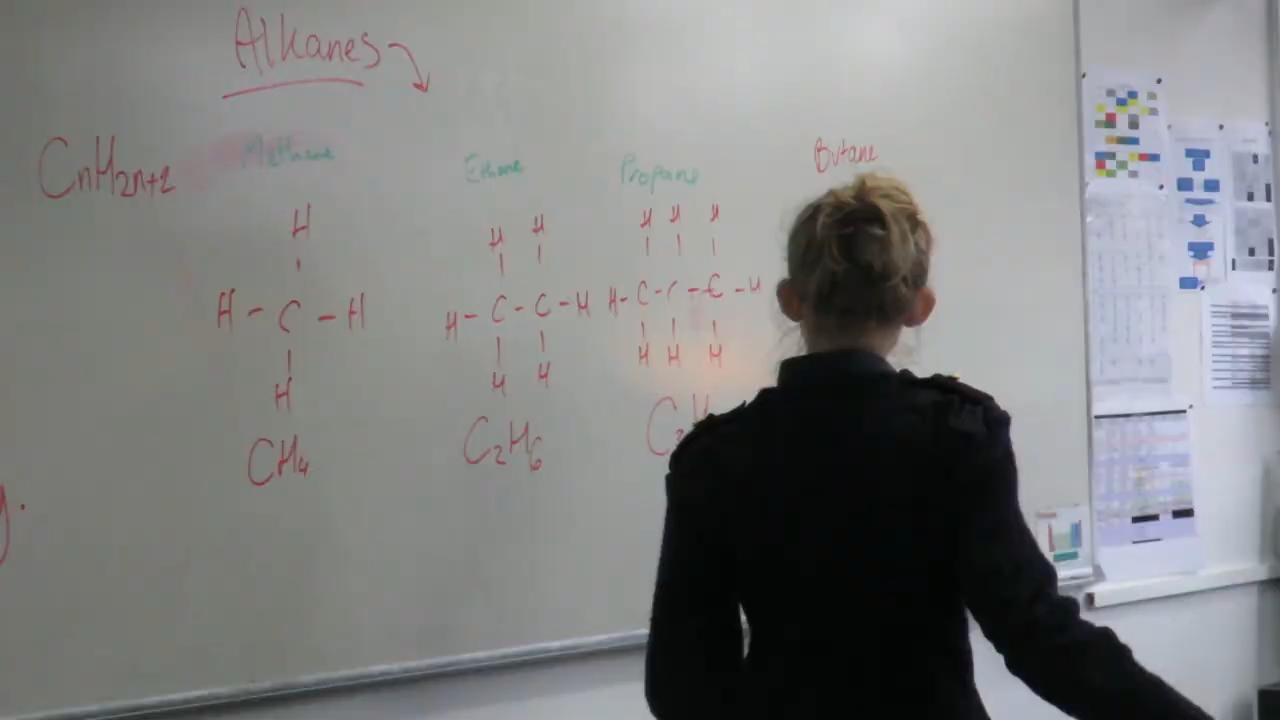 Alkanes
CnH2n+2
Methane
Ethane
Propane
Butane
H
H H
H H H
H - C - H
H - C - C - H
H - C - C - C - H
H
H H
H H H
CH4
C2H6